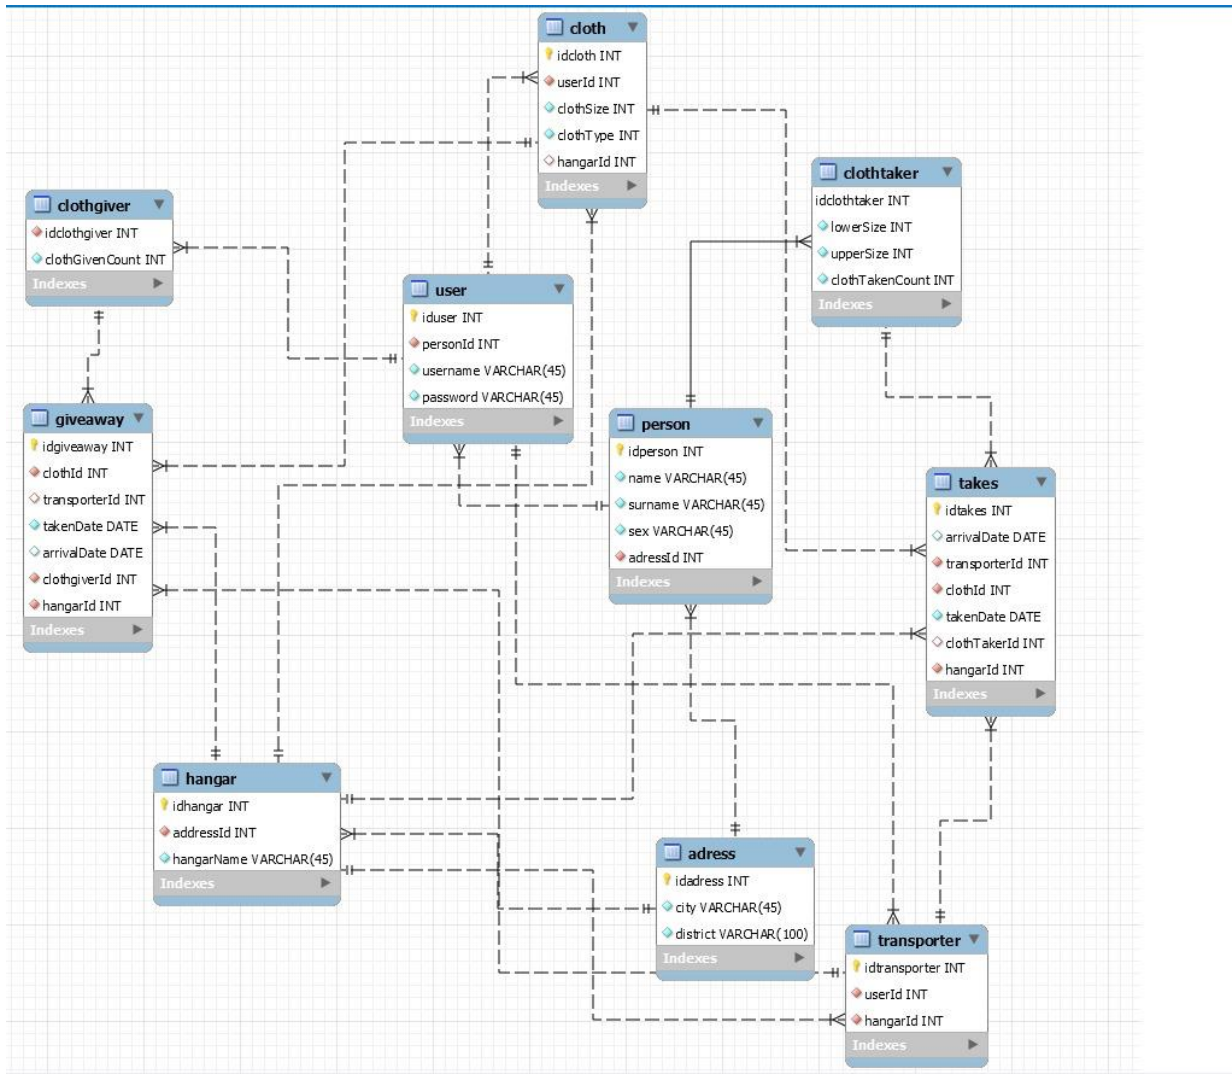 cloth
idcloth INT
userId INT
clothSize INT
clothType INT
hangarId INT
Indexes
clothtaker
idclothtaker INT
lowerSize INT
upperSize INT
clothTakenCount INT
Indexes
clothgiver
idclothgiver INT
clothGivenCount INT
Indexes
user
iduser INT
personId INT
username VARCHAR(45)
password VARCHAR(45)
Indexes
giveaway
idgiveaway INT
clothId INT
transporterId INT
takenDate DATE
arrivalDate DATE
clothgiverId INT
hangarId INT
Indexes
person
idperson INT
name VARCHAR(45)
surname VARCHAR(45)
sex VARCHAR(45)
adressId INT
Indexes
takes
idtakes INT
arrivalDate DATE
transporterId INT
clothId INT
takenDate DATE
clothTakerId INT
hangarId INT
Indexes
hangar
idhangar INT
addressId INT
hangarName VARCHAR(45)
Indexes
adress
idadress INT
city VARCHAR(45)
district VARCHAR(100)
Indexes
transporter
idtransporter INT
userId INT
hangarId INT
Indexes